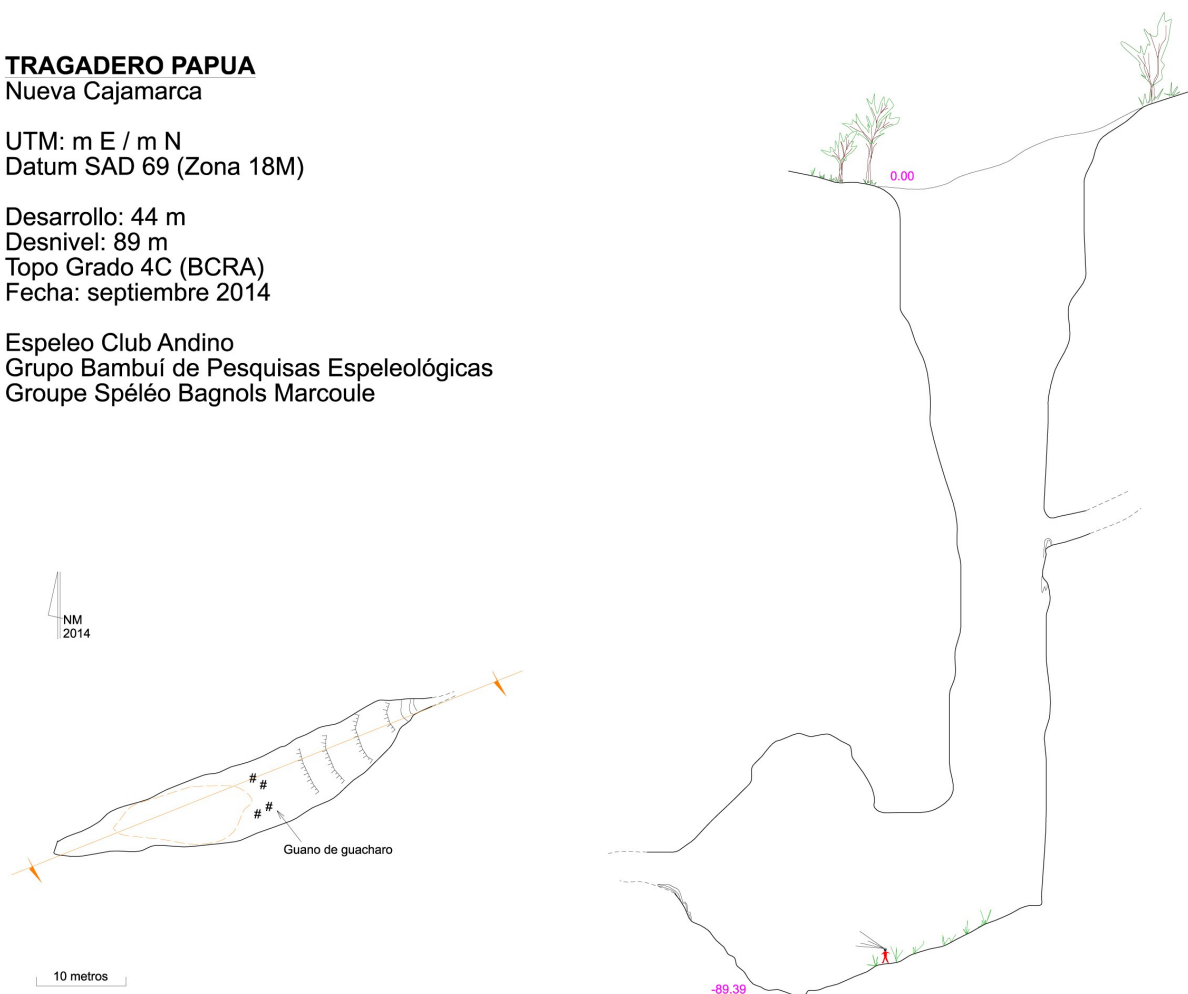 TRAGADERO PAPUA
Nueva Cajamarca
UTM: m E / m N
Datum SAD 69 (Zona 18M)
Desarrollo: 44 m
Desnivel: 89 m
Topo Grado 4C (BCRA)
Fecha: septiembre 2014
Espeleo Club Andino
Grupo Bambuí de Pesquisas Espeleológicas
Groupe Spéléo Bagnols Marcoule
0.00
NM
2014
# #
# #
Guano de guacharo
10 metros
-89.39